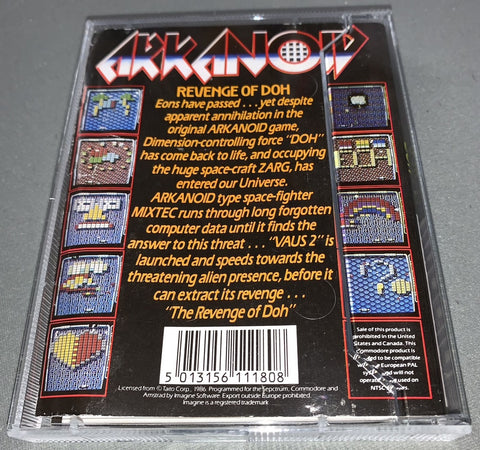 ARKANOID
REVENGE OF DOH
Eons have passed . . . yet despite
apparent annihilation in the
original ARKANOID game,
Dimension-controlling force "DOH"
has come back to life, and occupying
the huge space-craft ZARG, has
entered our Universe.
ARKANOID type space-fighter
MIXTEC runs through long forgotten
computer data until it finds the
answer to this threat . . . "VAUS 2" is
launched and speeds towards the
threatening alien presence, before it
can extract its revenge . . .
"The Revenge of Doh"
5 013156 111808
Licensed from © Taito Corp., 1986. Programmed for the Sepctrum, Commodore and
Amstrad by Imagine Software. Export outside Europe prohibited.
Imagine is a registered trademark.
Sale of this product is
prohibited in the United
States and Canada. This
Commodore product is
to be compatible
European PAL
and will not
used on
NTSC